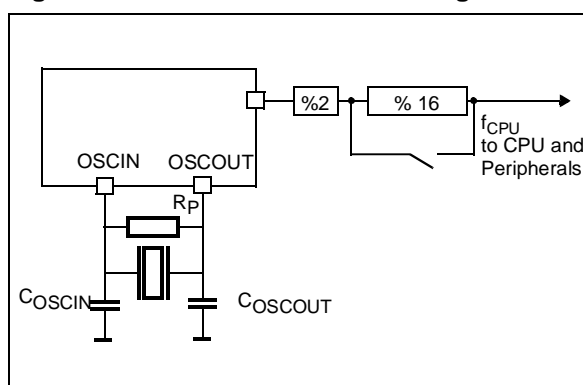 %2
% 16
fCPU
to CPU and
Peripherals
OSCIN OSCOUT
RP
COSCIN
COSCOUT